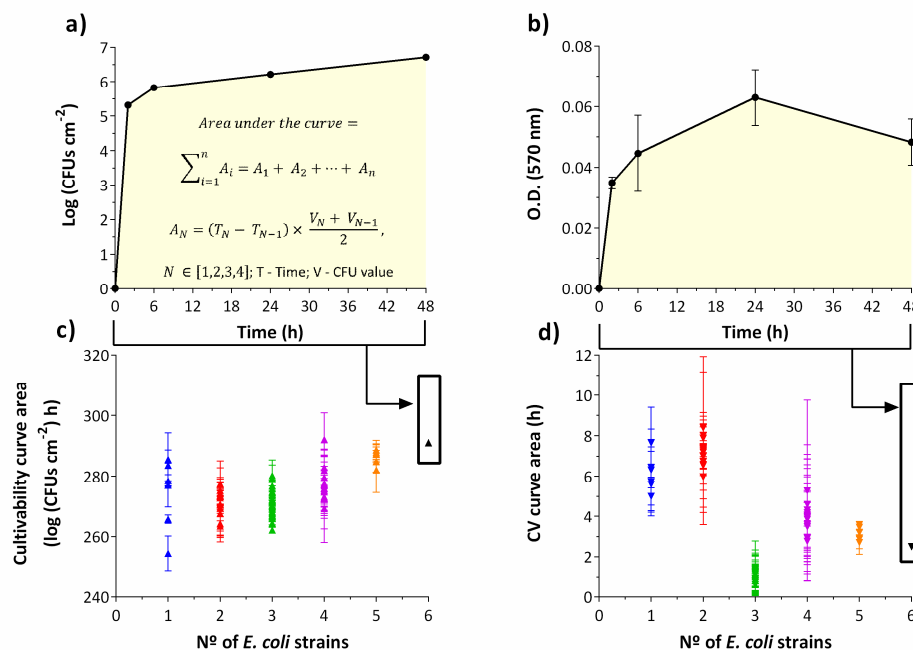 a)
Log (CFUs cm⁻²)
7
6
5
4
3
2
1
0
Area under the curve =
∑ⁿᵢ₌₁ Aᵢ = A₁ + A₂ + ⋯ + Aₙ
A_N = (T_N − T_{N−1}) × (V_N + V_{N−1})/2,
N ∈ [1,2,3,4]; T - Time; V - CFU value
0 6 12 18 24 30 36 42 48
Time (h)
b)
O.D. (570 nm)
0.08
0.06
0.04
0.02
0.00
0 6 12 18 24 30 36 42 48
Time (h)
c)
Cultivability curve area
(log (CFUs cm⁻²) h)
320
300
280
260
240
0 1 2 3 4 5 6
Nº of E. coli strains
d)
CV curve area (h)
12
10
8
6
4
2
0
0 1 2 3 4 5 6
Nº of E. coli strains